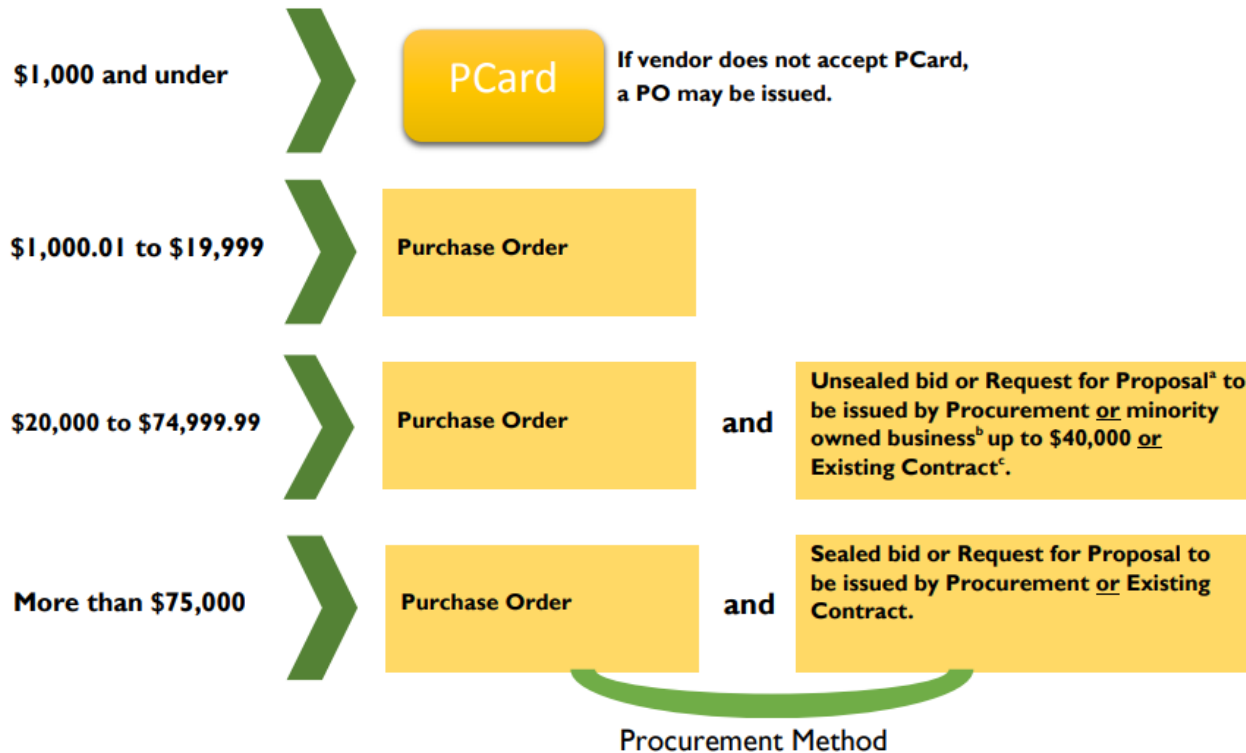 $1,000 and under
PCard
If vendor does not accept PCard,
a PO may be issued.
$1,000.01 to $19,999
Purchase Order
$20,000 to $74,999.99
Purchase Order
and
Unsealed bid or Request for Proposalᵃ to
be issued by Procurement or minority
owned businessᵇ up to $40,000 or
Existing Contractᶜ.
More than $75,000
Purchase Order
and
Sealed bid or Request for Proposal to
be issued by Procurement or Existing
Contract.
Procurement Method